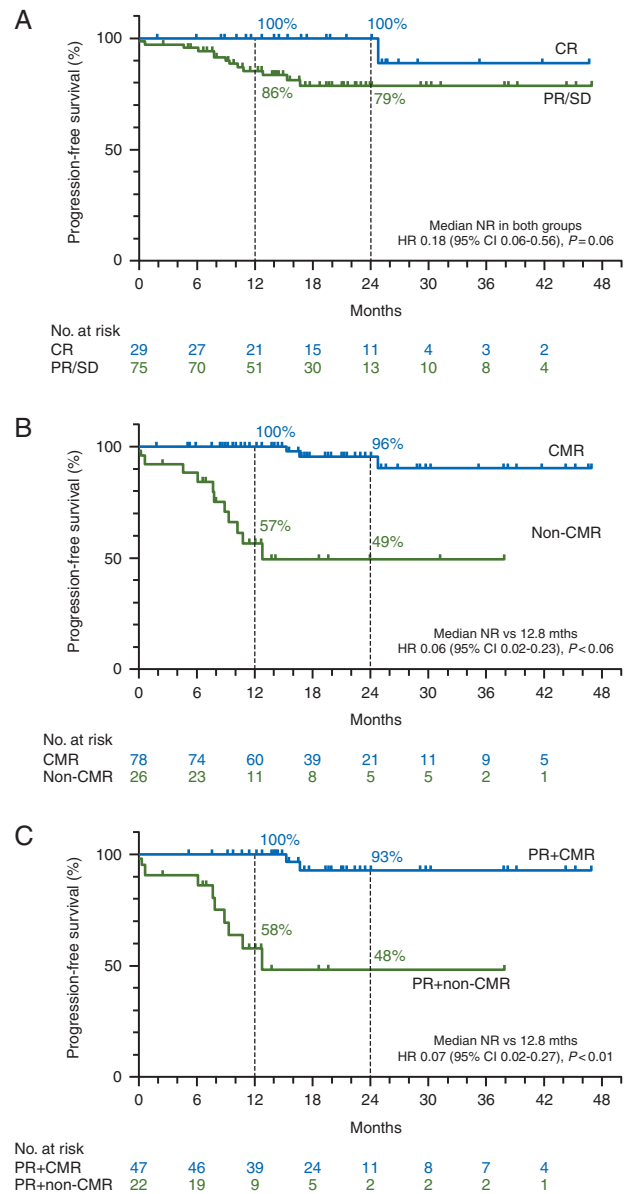 A
100%
100%
CR
86%
79%
PR/SD
Progression-free survival (%)
100
50
0
Median NR in both groups
HR 0.18 (95% CI 0.06-0.56), P=0.06
0 6 12 18 24 30 36 42 48
Months
No. at risk
CR 29 27 21 15 11 4 3 2
PR/SD 75 70 51 30 13 10 8 4
B
100%
96%
CMR
57%
49%
Non-CMR
Progression-free survival (%)
100
50
0
Median NR vs 12.8 mths
HR 0.06 (95% CI 0.02-0.23), P<0.06
0 6 12 18 24 30 36 42 48
Months
No. at risk
CMR 78 74 60 39 21 11 9 5
Non-CMR 26 23 11 8 5 5 2 1
C
100%
93%
PR+CMR
58%
48%
PR+non-CMR
Progression-free survival (%)
100
50
0
Median NR vs 12.8 mths
HR 0.07 (95% CI 0.02-0.27), P<0.01
0 6 12 18 24 30 36 42 48
Months
No. at risk
PR+CMR 47 46 39 24 11 8 7 4
PR+non-CMR 22 19 9 5 2 2 2 1